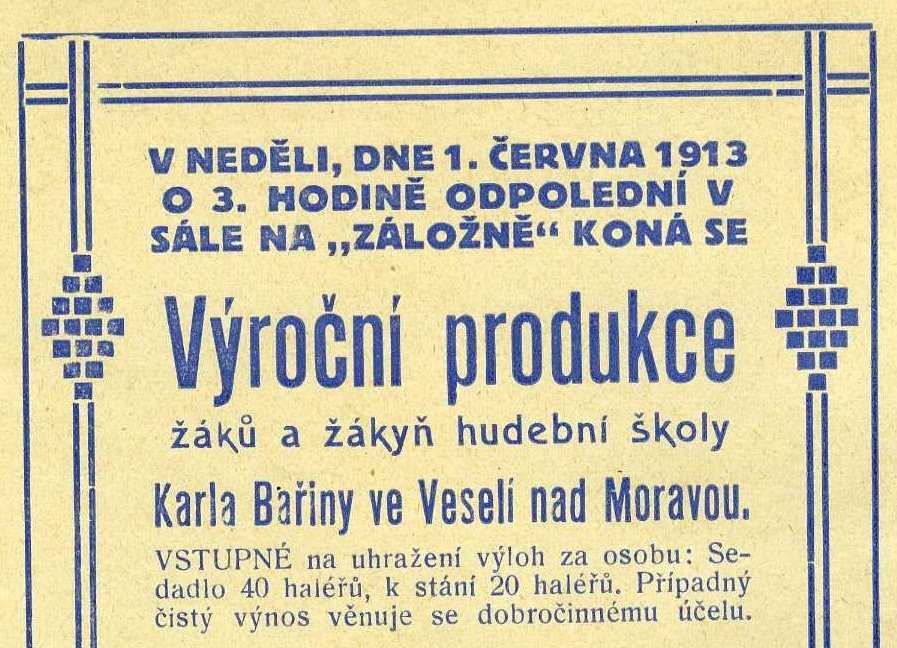 V NEDĚLI, DNE 1. ČERVNA 1913
O 3. HODINĚ ODPOLEDNÍ V
SÁLE NA „ZÁLOŽNĚ“ KONÁ SE
Výroční produkce
žáků a žákyň hudební školy
Karla Bařiny ve Veselí nad Moravou.
VSTUPNÉ na uhražení výloh za osobu: Se-
dadlo 40 haléřů, k stání 20 haléřů. Případný
čistý výnos věnuje se dobročinnému účelu.